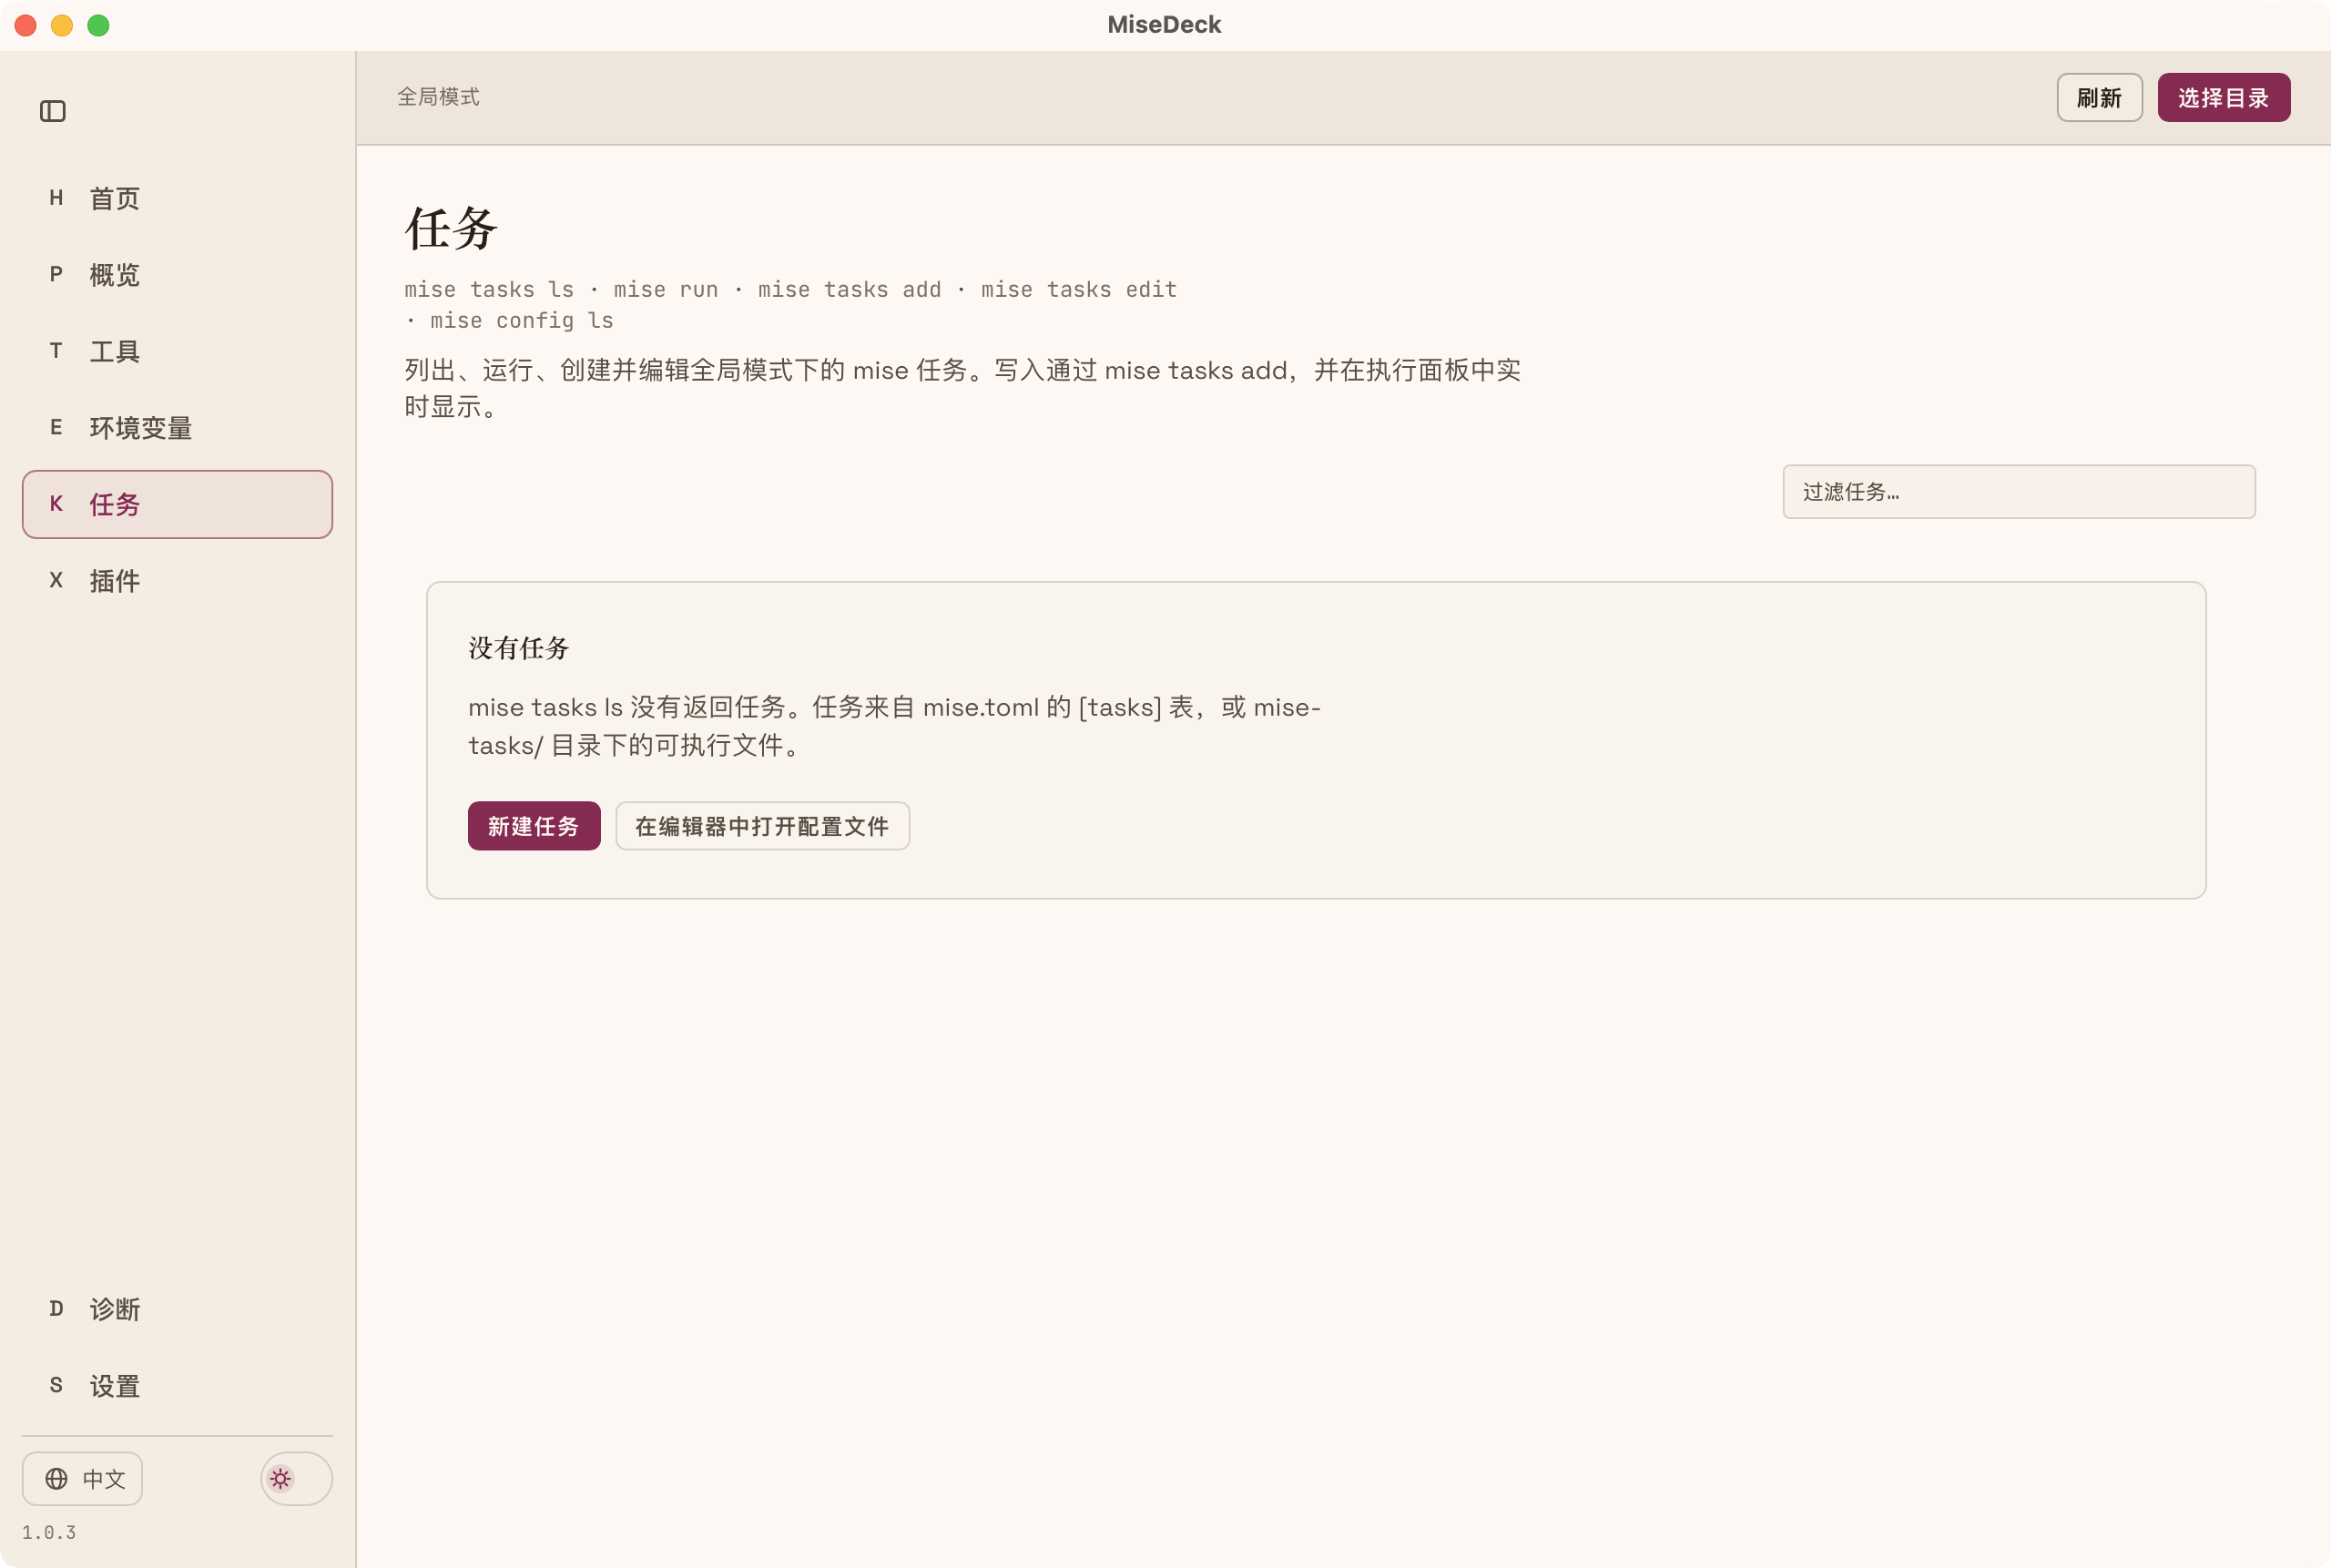 MiseDeck
全局模式
刷新
选择目录
H 首页
P 概览
T 工具
E 环境变量
K 任务
X 插件
D 诊断
S 设置
中文
1.0.3
任务
mise tasks ls · mise run · mise tasks add · mise tasks edit
· mise config ls
列出、运行、创建并编辑全局模式下的 mise 任务。写入通过 mise tasks add，并在执行面板中实
时显示。
过滤任务…
没有任务
mise tasks ls 没有返回任务。任务来自 mise.toml 的 [tasks] 表，或 mise-
tasks/ 目录下的可执行文件。
新建任务
在编辑器中打开配置文件